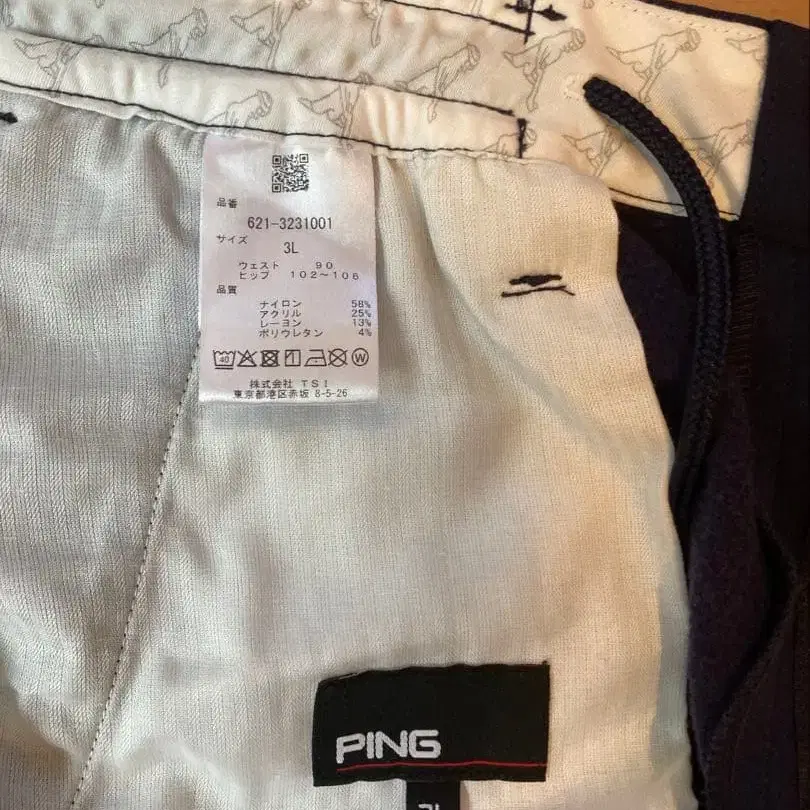 品番
621-3231001
サイズ
3L
ウェスト 90
ヒップ 102～106
品質
ナイロン 58%
アクリル 25%
レーヨン 13%
ポリウレタン 4%
40 W
株式会社 TSI
東京都港区赤坂 8-5-26
PING